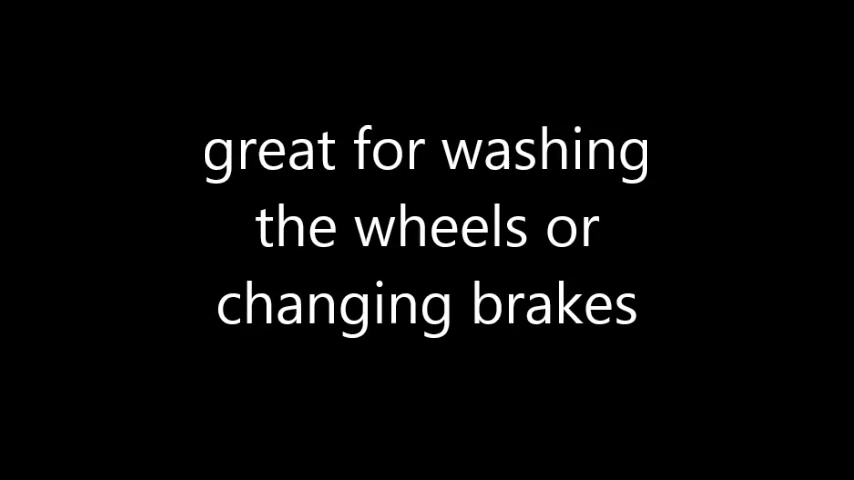 great for washing
the wheels or
changing brakes